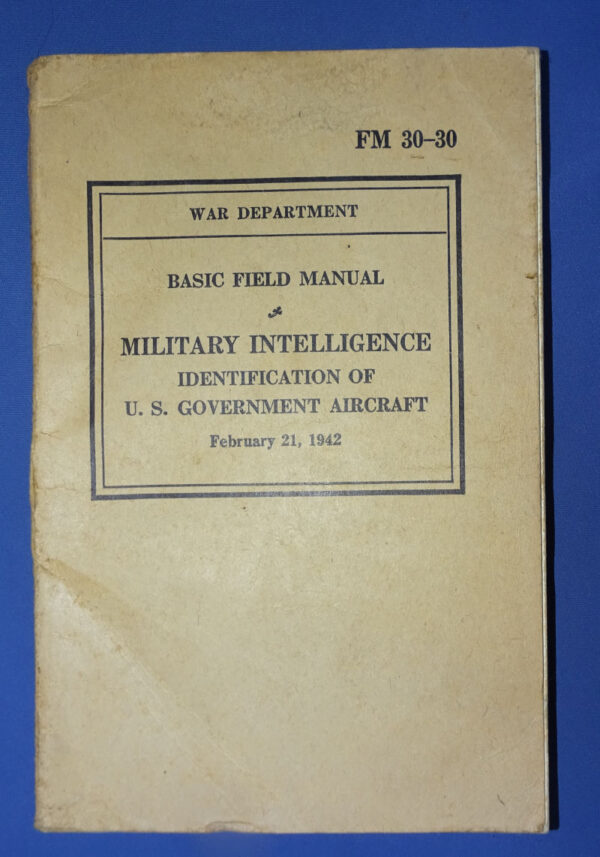 FM 30–30
WAR DEPARTMENT
BASIC FIELD MANUAL
MILITARY INTELLIGENCE
IDENTIFICATION OF
U. S. GOVERNMENT AIRCRAFT
February 21, 1942